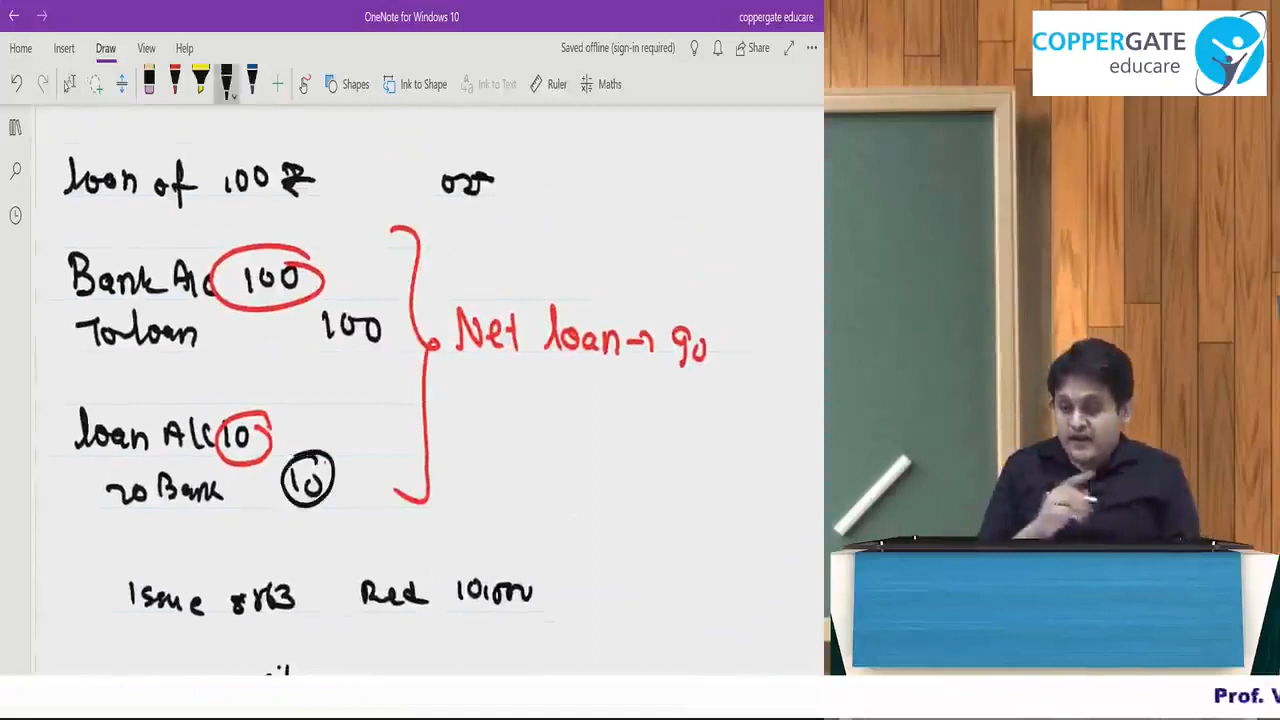 OneNote for Windows 10
coppergate educare
Home Insert Draw View Help
Saved offline (sign-in required)
Share
Shapes
Ink to Shape
Ink to Text
Ruler
Maths
COPPERGATE
educare
loan of 100 ₹
Bank A/c 100
To loan 100
Net loan → 90
loan A/c 10
To Bank 10
Issue 8863 Red 10,000
Prof. V